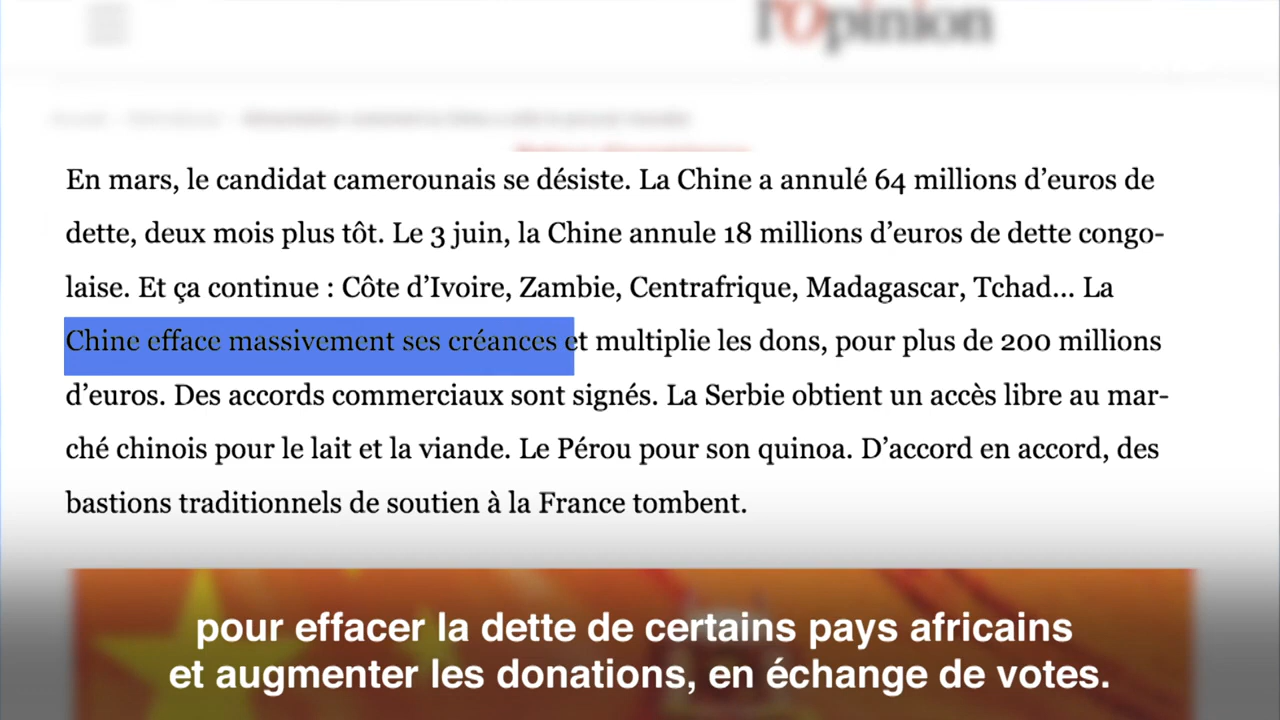 l'Opinion
En mars, le candidat camerounais se désiste. La Chine a annulé 64 millions d’euros de
dette, deux mois plus tôt. Le 3 juin, la Chine annule 18 millions d’euros de dette congo-
laise. Et ça continue : Côte d’Ivoire, Zambie, Centrafrique, Madagascar, Tchad... La
Chine efface massivement ses créances et multiplie les dons, pour plus de 200 millions
d’euros. Des accords commerciaux sont signés. La Serbie obtient un accès libre au mar-
ché chinois pour le lait et la viande. Le Pérou pour son quinoa. D’accord en accord, des
bastions traditionnels de soutien à la France tombent.
pour effacer la dette de certains pays africains
et augmenter les donations, en échange de votes.